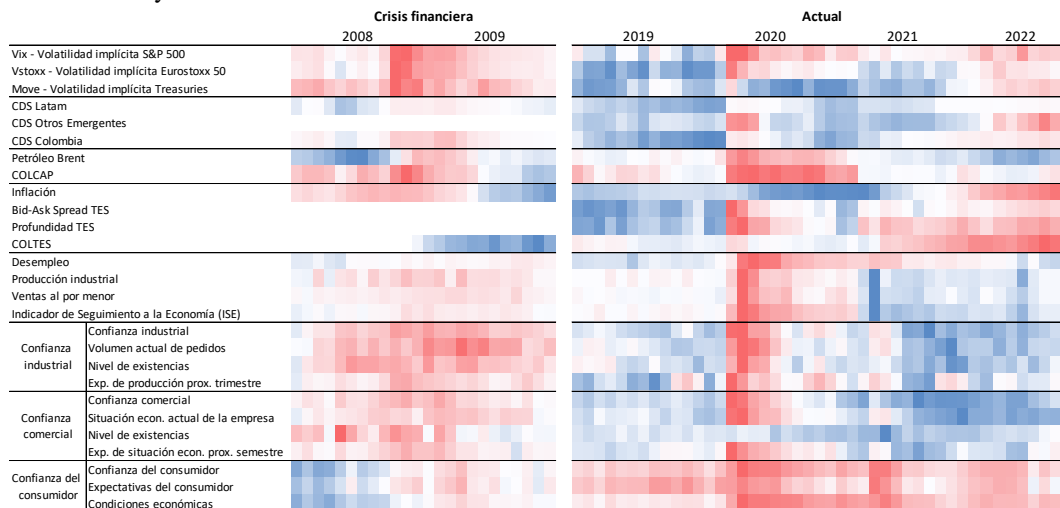 Crisis financiera
Actual
2008
2009
2019
2020
2021
2022
Vix - Volatilidad implícita S&P 500
Vstoxx - Volatilidad implícita Eurostoxx 50
Move - Volatilidad implícita Treasuries
CDS Latam
CDS Otros Emergentes
CDS Colombia
Petróleo Brent
COLCAP
Inflación
Bid-Ask Spread TES
Profundidad TES
COLTES
Desempleo
Producción industrial
Ventas al por menor
Indicador de Seguimiento a la Economía (ISE)
Confianza industrial
Confianza industrial
Volumen actual de pedidos
Nivel de existencias
Exp. de producción prox. trimestre
Confianza comercial
Confianza comercial
Situación econ. actual de la empresa
Nivel de existencias
Exp. de situación econ. prox. semestre
Confianza del consumidor
Confianza del consumidor
Expectativas del consumidor
Condiciones económicas